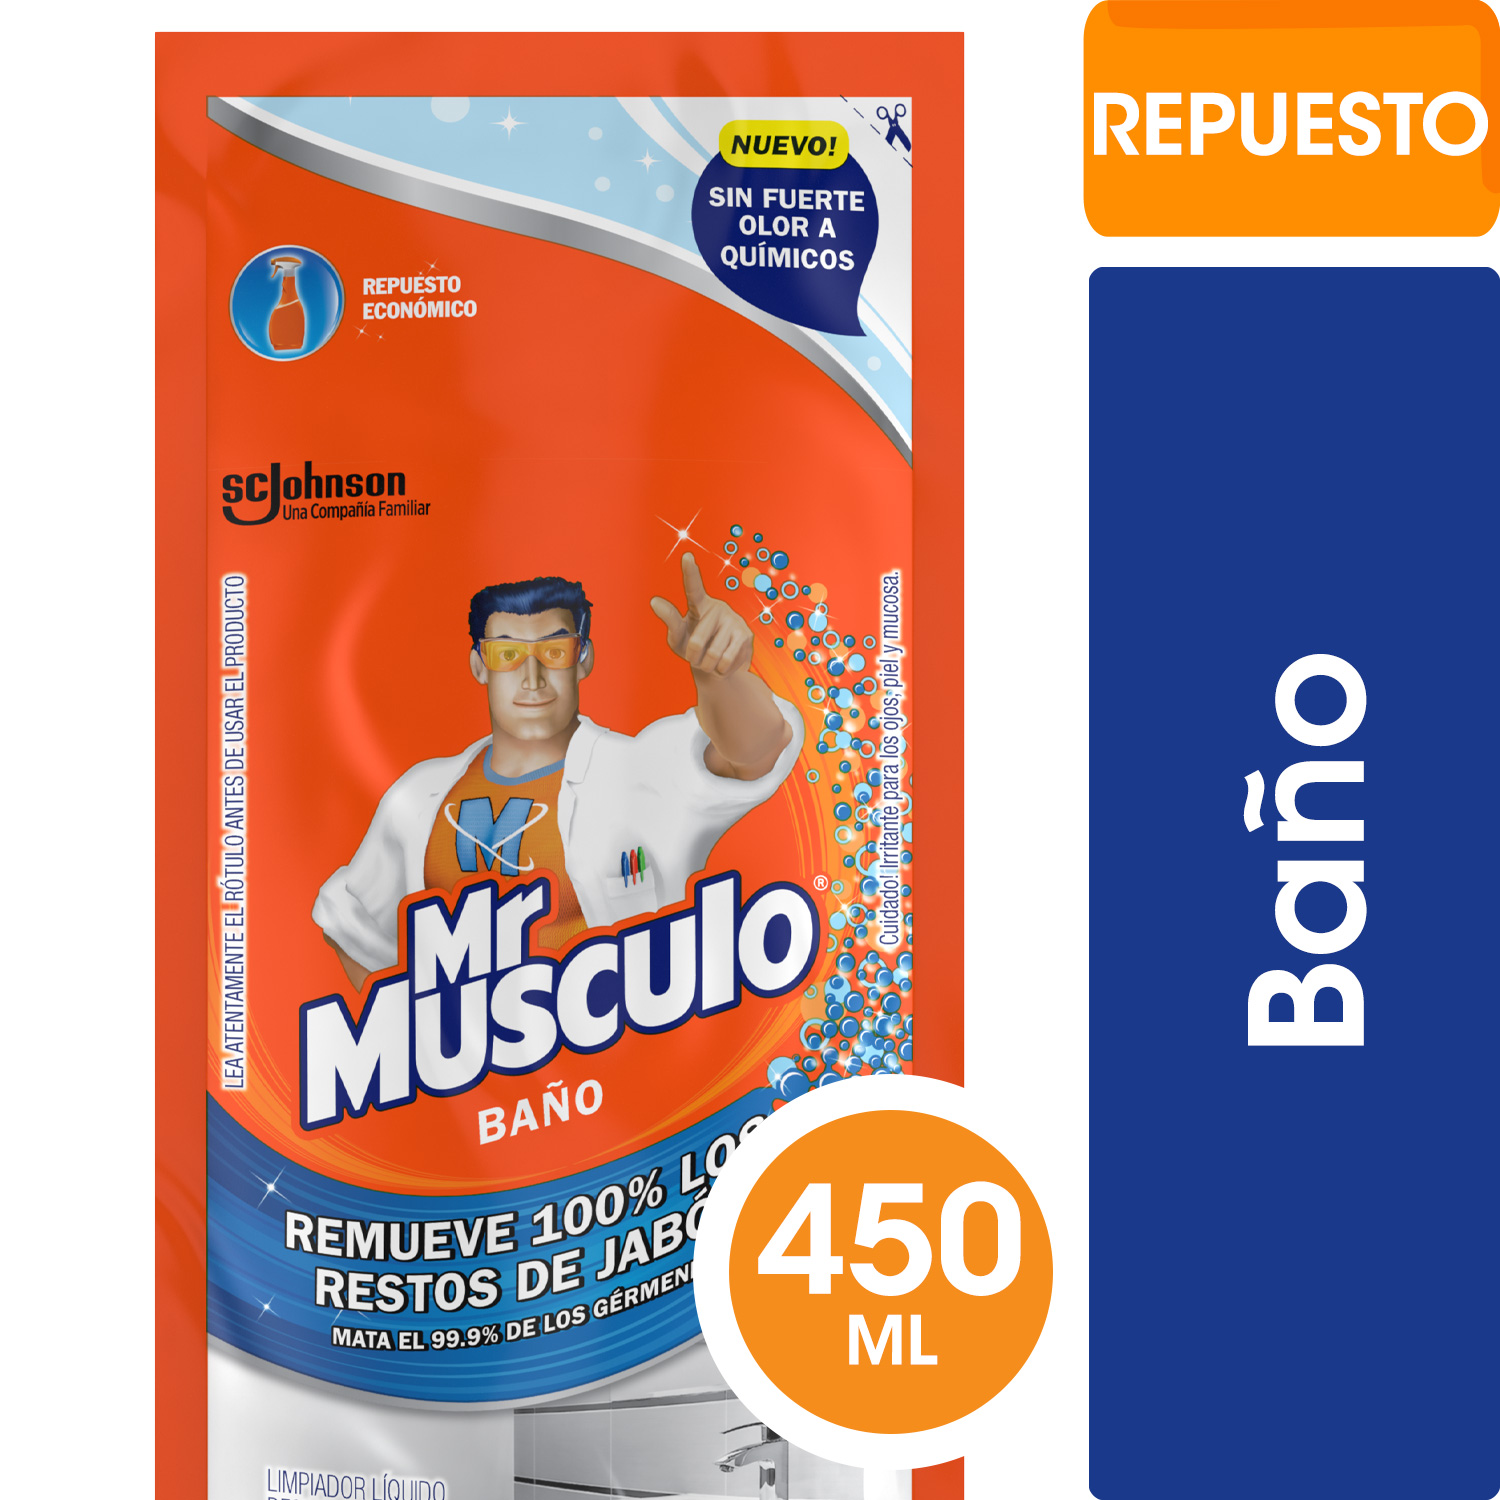 REPUESTO
NUEVO!
SIN FUERTE
OLOR A
QUÍMICOS
REPUESTO
ECONÓMICO
scJohnson
Una Compañía Familiar
LEA ATENTAMENTE EL RÓTULO ANTES DE USAR EL PRODUCTO
Cuidado! Irritante para los ojos, piel y mucosa.
M
Mr
MUSCULO®
BAÑO
REMUEVE 100% LOS
RESTOS DE
MATA EL 99.9% DE LOS
450
ML
LIMPIADOR LÍQUIDO
Baño